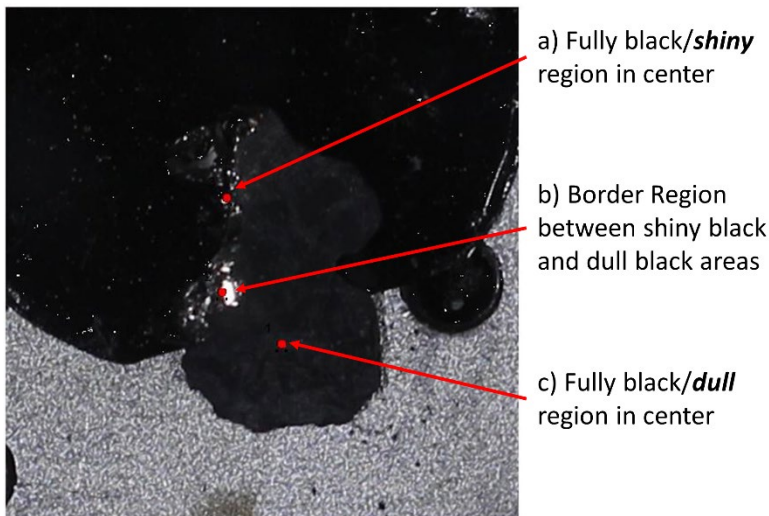 a) Fully black/shiny
region in center
b) Border Region
between shiny black
and dull black areas
c) Fully black/dull
region in center